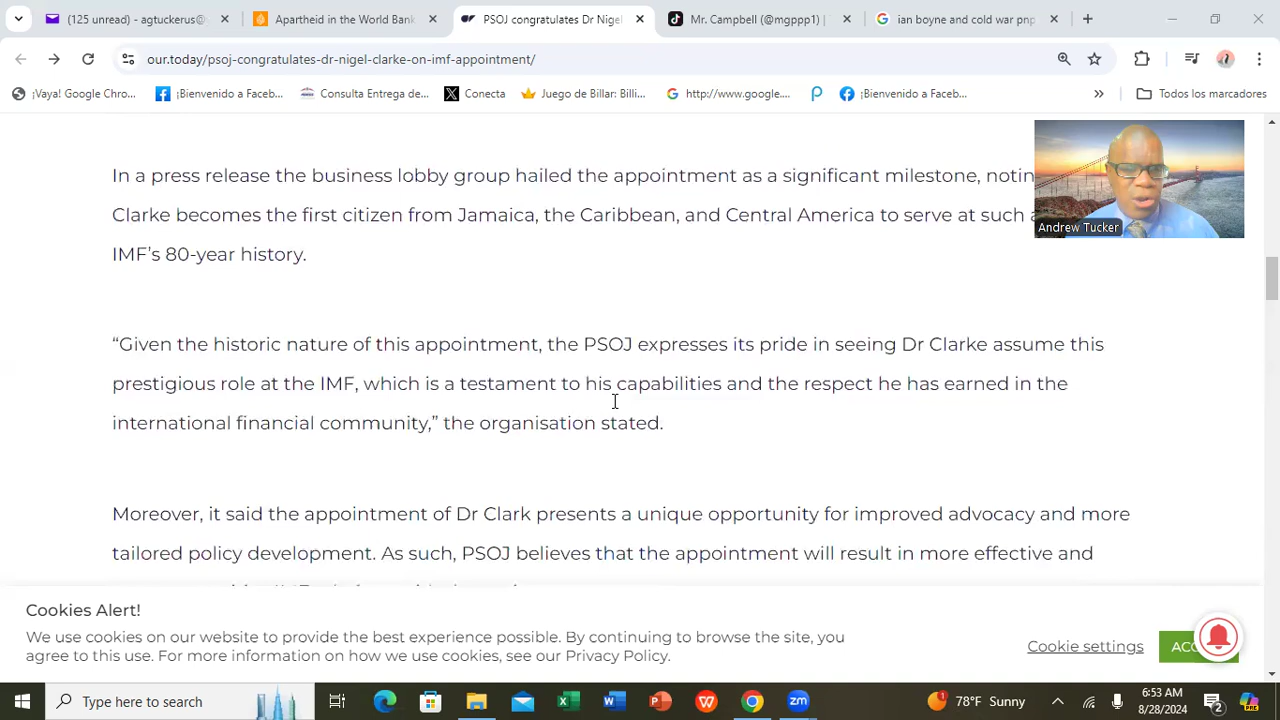 (125 unread) - agtuckerus@
Apartheid in the World Bank
PSOJ congratulates Dr Nigel
Mr. Campbell (@mgppp1) |
ian boyne and cold war pnp
our.today/psoj-congratulates-dr-nigel-clarke-on-imf-appointment/
¡Vaya! Google Chro...
¡Bienvenido a Faceb...
Consulta Entrega de...
Conecta
Juego de Billar: Billi...
http://www.google....
¡Bienvenido a Faceb...
»
Todos los marcadores
In a press release the business lobby group hailed the appointment as a significant milestone,
Clarke becomes the first citizen from Jamaica, the Caribbean, and Central America to serve at such
IMF's 80-year history.
Andrew Tucker
“Given the historic nature of this appointment, the PSOJ expresses its pride in seeing Dr Clarke assume this
prestigious role at the IMF, which is a testament to his capabilities and the respect he has earned in the
international financial community,” the organisation stated.
Moreover, it said the appointment of Dr Clark presents a unique opportunity for improved advocacy and more
tailored policy development. As such, PSOJ believes that the appointment will result in more effective and
Cookies Alert!
We use cookies on our website to provide the best experience possible. By continuing to browse the site, you
agree to this use. For more information on how we use cookies, see our Privacy Policy.
Cookie settings
Type here to search
zm
78°F Sunny
6:53 AM
8/28/2024
2